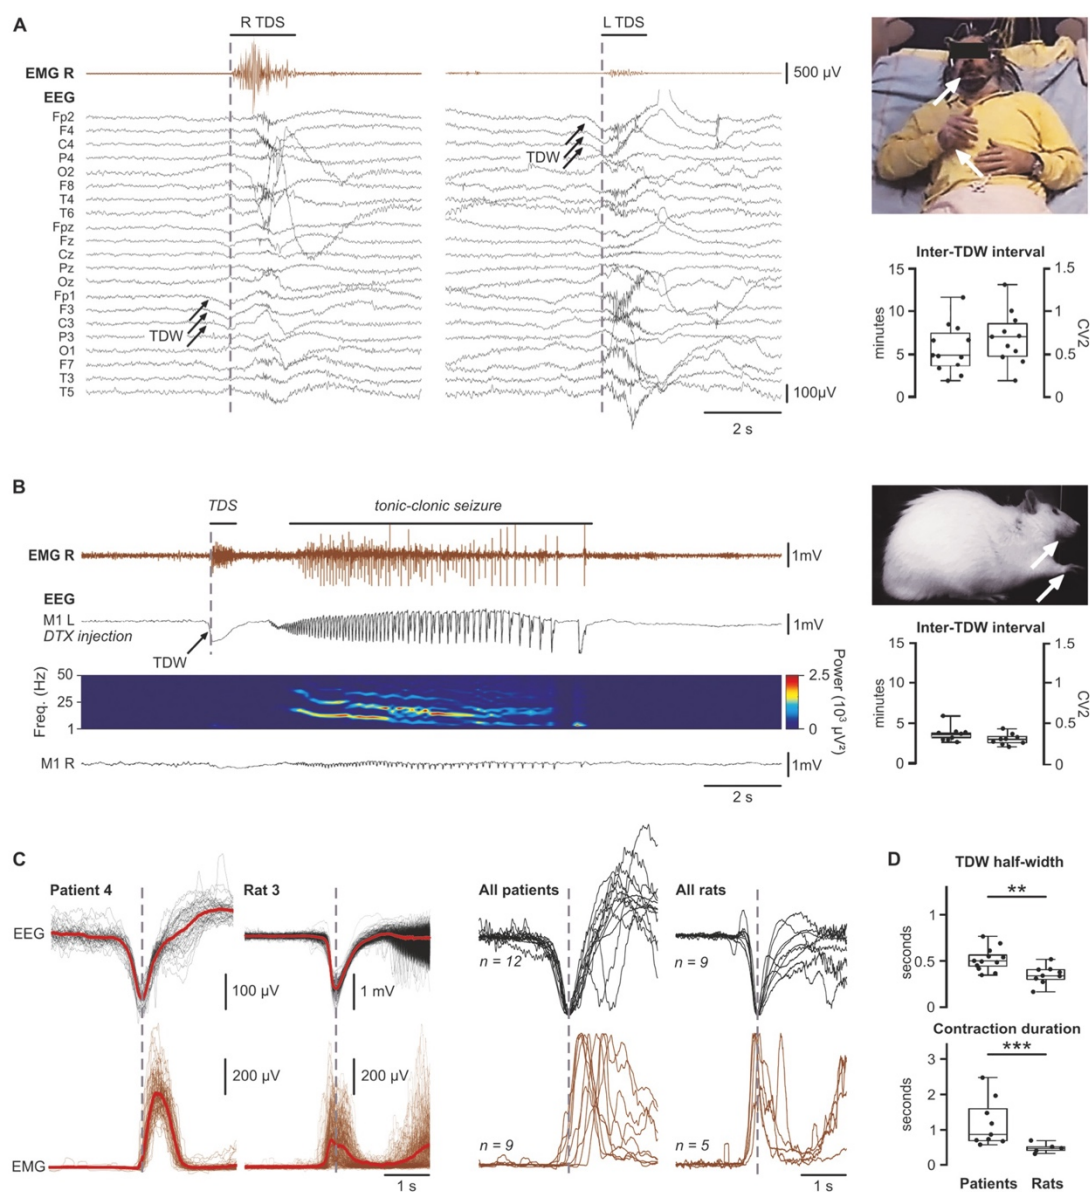 A
R TDS
L TDS
EMG R
500 µV
EEG
Fp2
F4
C4
P4
O2
F8
T4
T6
Fpz
Fz
Cz
Pz
Oz
Fp1
F3
C3
P3
O1
F7
T3
T5
TDW
TDW
100µV
2 s
Inter-TDW interval
15
10
5
0
minutes
1.5
1
0.5
0
CV2
B
TDS
tonic-clonic seizure
EMG R
1mV
EEG
M1 L
DTX injection
1mV
TDW
50
25
1
Freq. (Hz)
2.5
0
Power (10³ µV²)
M1 R
1mV
2 s
Inter-TDW interval
15
10
5
0
minutes
1.5
1
0.5
0
CV2
C
Patient 4
Rat 3
All patients
All rats
EEG
n = 12
n = 9
100 µV
1 mV
200 µV
200 µV
n = 9
n = 5
EMG
1 s
1 s
D
TDW half-width
**
1
0.5
0
seconds
Contraction duration
***
3
2
1
0
seconds
Patients
Rats